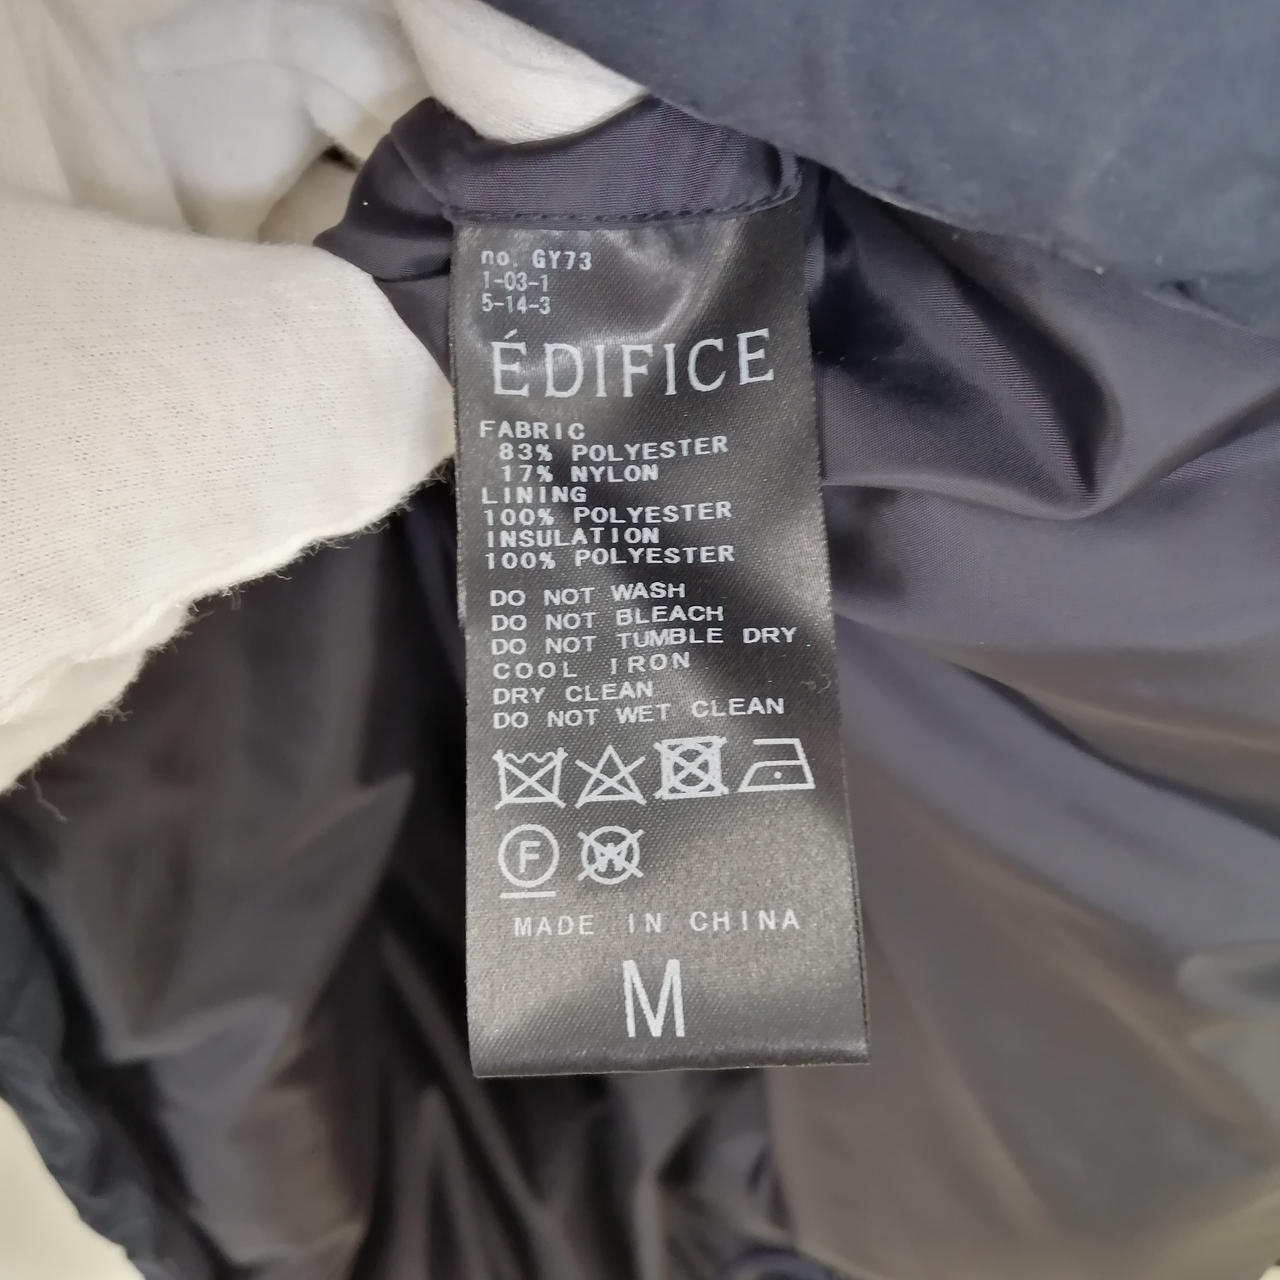 no. GY73
1-03-1
5-14-3
ÉDIFICE
FABRIC
83% POLYESTER
17% NYLON
LINING
100% POLYESTER
INSULATION
100% POLYESTER
DO NOT WASH
DO NOT BLEACH
DO NOT TUMBLE DRY
COOL IRON
DRY CLEAN
DO NOT WET CLEAN
F W
MADE IN CHINA
M